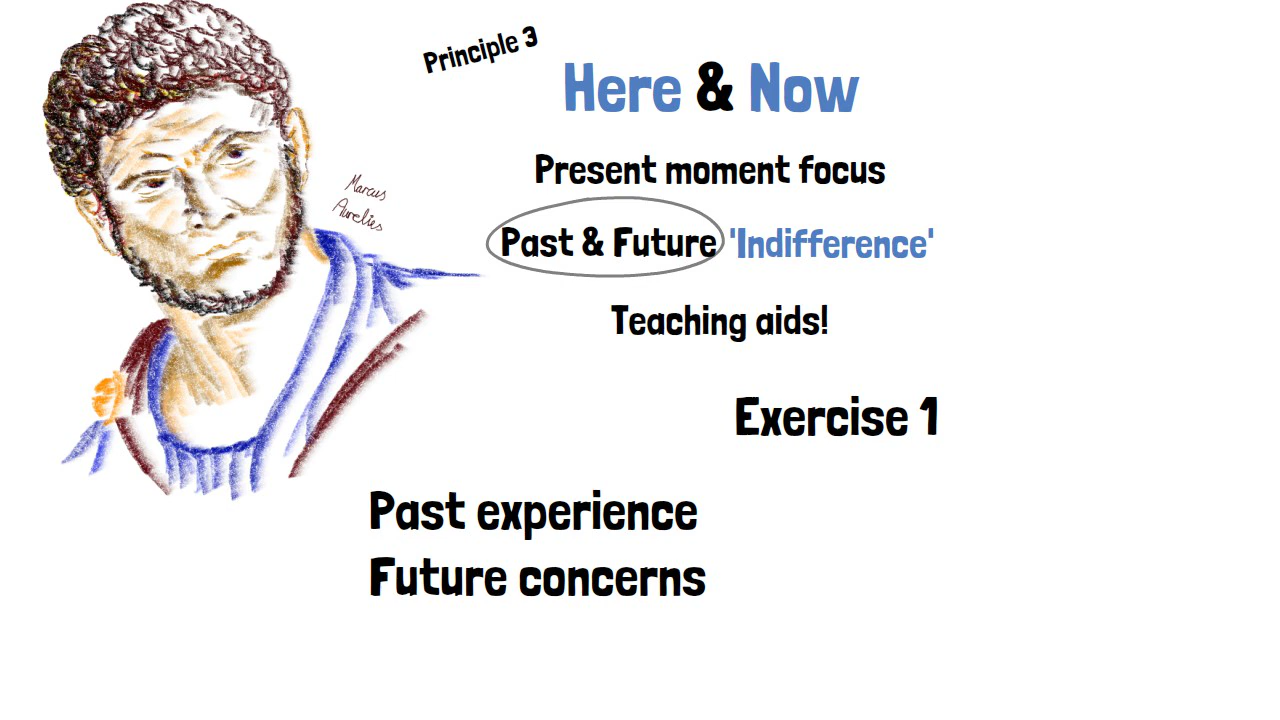 Principle 3
Here & Now
Present moment focus
Marcus
Aurelies
Past & Future 'Indifference'
Teaching aids!
Exercise 1
Past experience
Future concerns